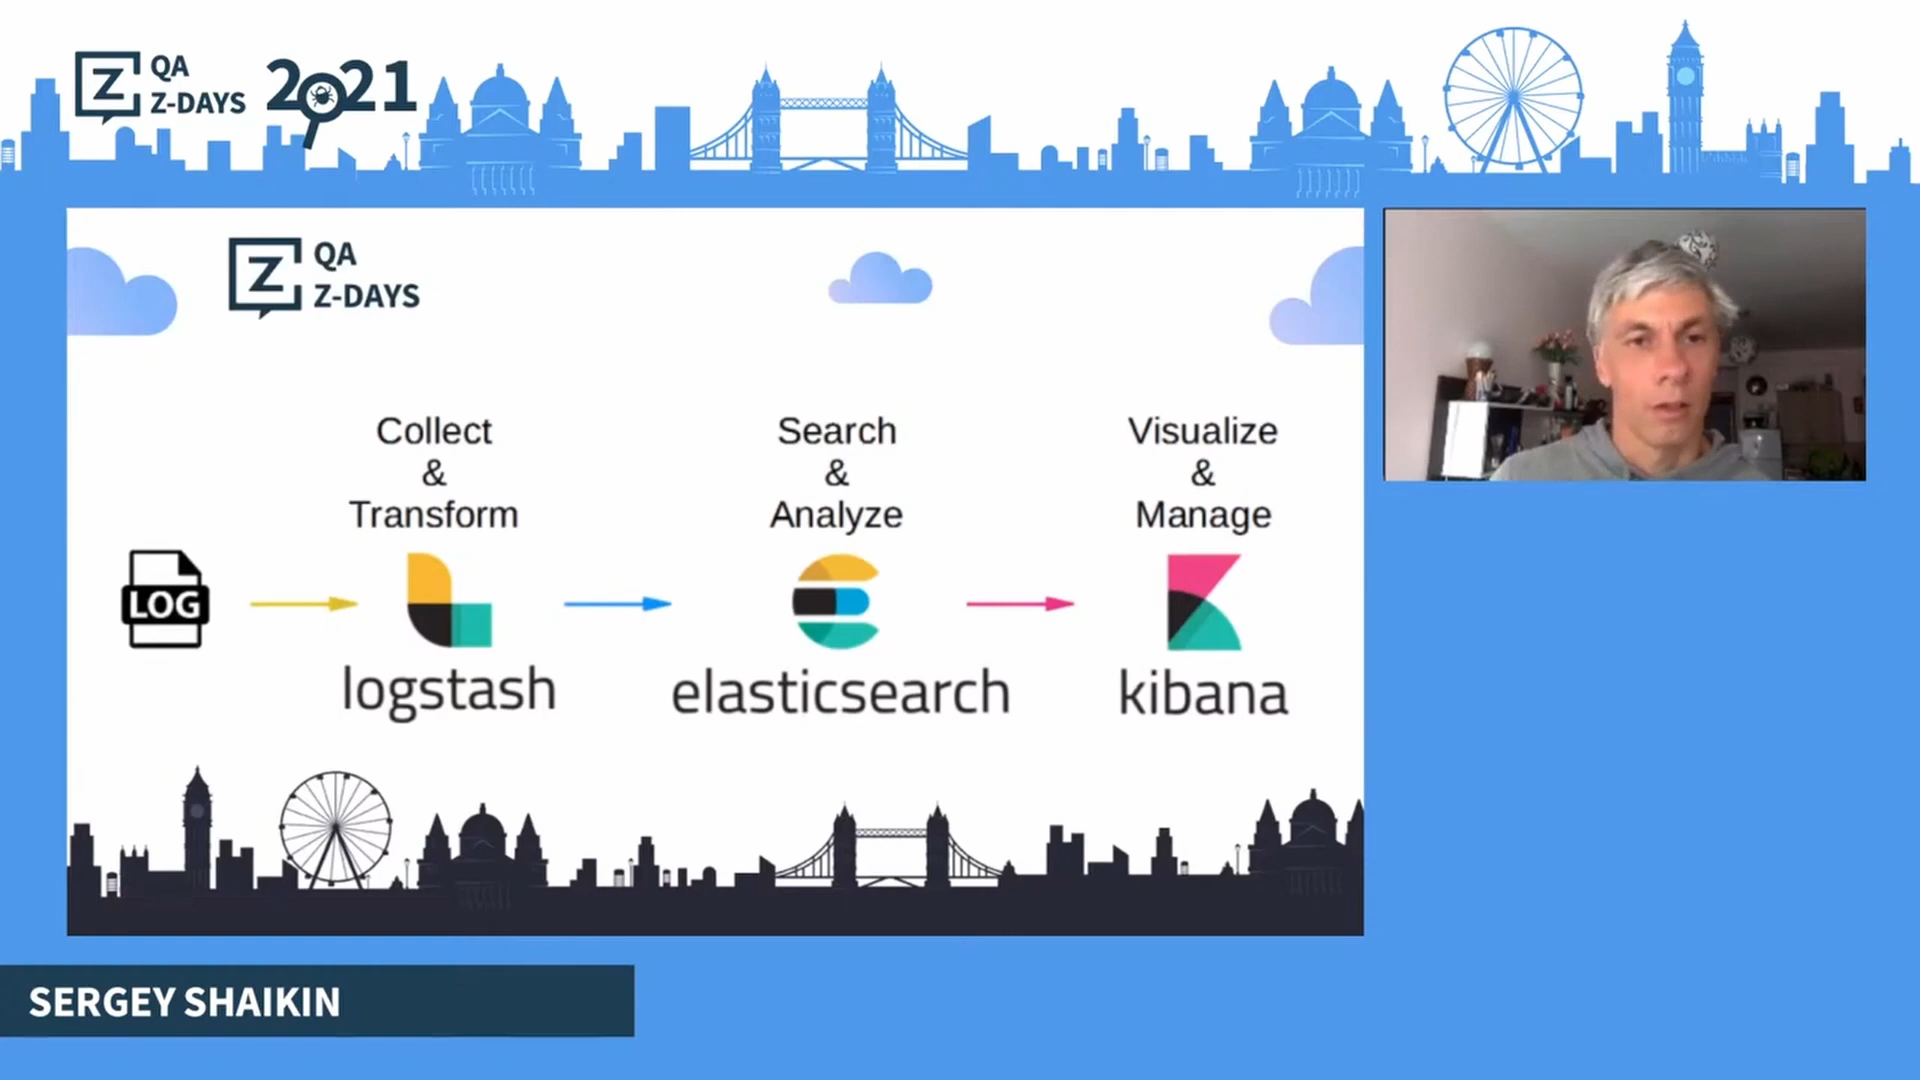 Z QA
Z-DAYS
2021
Z QA
Z-DAYS
Collect
&
Transform
Search
&
Analyze
Visualize
&
Manage
LOG
logstash
elasticsearch
kibana
SERGEY SHAIKIN